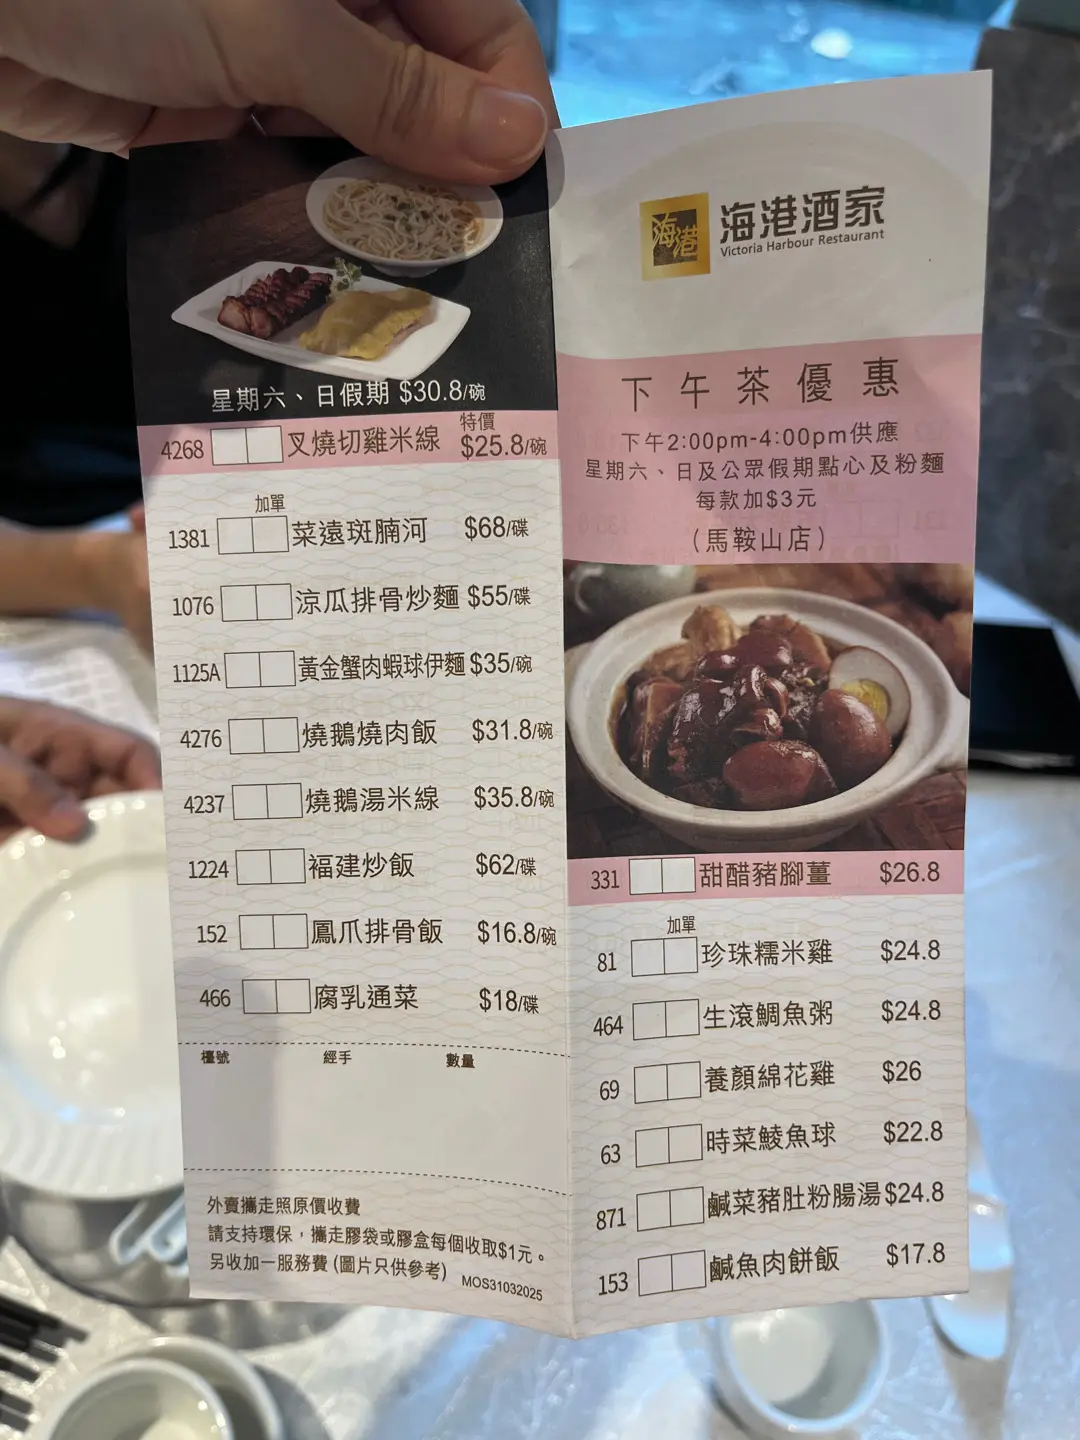 星期六、日假期 $30.8/碗
特價
4268 叉燒切雞米線 $25.8/碗
加單
1381 菜遠斑腩河 $68/碟
1076 涼瓜排骨炒麵 $55/碟
1125A 黃金蟹肉蝦球伊麵 $35/碗
4276 燒鵝燒肉飯 $31.8/碗
4237 燒鵝湯米線 $35.8/碗
1224 福建炒飯 $62/碟
152 鳳爪排骨飯 $16.8/碗
466 腐乳通菜 $18/碟
檯號 經手 數量
外賣攜走照原價收費
請支持環保，攜走膠袋或膠盒每個收取$1元。
另收加一服務費 (圖片只供參考) MOS31032025
海港
海港酒家
Victoria Harbour Restaurant
下午茶優惠
下午2:00pm-4:00pm供應
星期六、日及公眾假期點心及粉麵
每款加$3元
(馬鞍山店)
331 甜醋豬腳薑 $26.8
加單
81 珍珠糯米雞 $24.8
464 生滾鯛魚粥 $24.8
69 養顏綿花雞 $26
63 時菜鯪魚球 $22.8
871 鹹菜豬肚粉腸湯 $24.8
153 鹹魚肉餅飯 $17.8